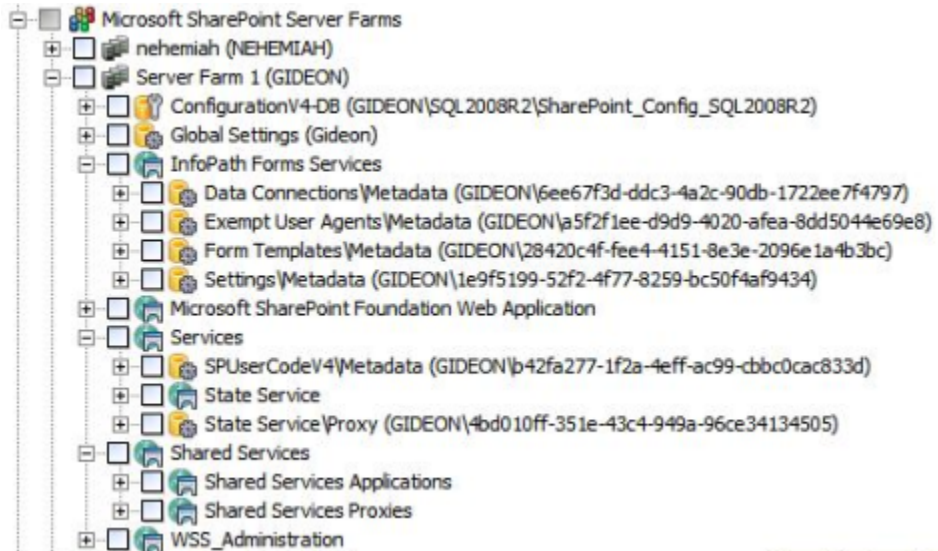 Microsoft SharePoint Server Farms
nehemiah (NEHEMIAH)
Server Farm 1 (GIDEON)
ConfigurationV4-DB (GIDEON\SQL2008R2\SharePoint_Config_SQL2008R2)
Global Settings (Gideon)
InfoPath Forms Services
Data Connections\Metadata (GIDEON\6ee67f3d-ddc3-4a2c-90db-1722ee7f4797)
Exempt User Agents\Metadata (GIDEON\a5f2f1ee-d9d9-4020-afea-8dd5044e69e8)
Form Templates\Metadata (GIDEON\28420c4f-fee4-4151-8e3e-2096e1a4b3bc)
Settings\Metadata (GIDEON\1e9f5199-52f2-4f77-8259-bc50f4af9434)
Microsoft SharePoint Foundation Web Application
Services
SPUserCodeV4\Metadata (GIDEON\b42fa277-1f2a-4eff-ac99-cbbc0cac833d)
State Service
State Service\Proxy (GIDEON\4bd010ff-351e-43c4-949a-96ce34134505)
Shared Services
Shared Services Applications
Shared Services Proxies
WSS_Administration